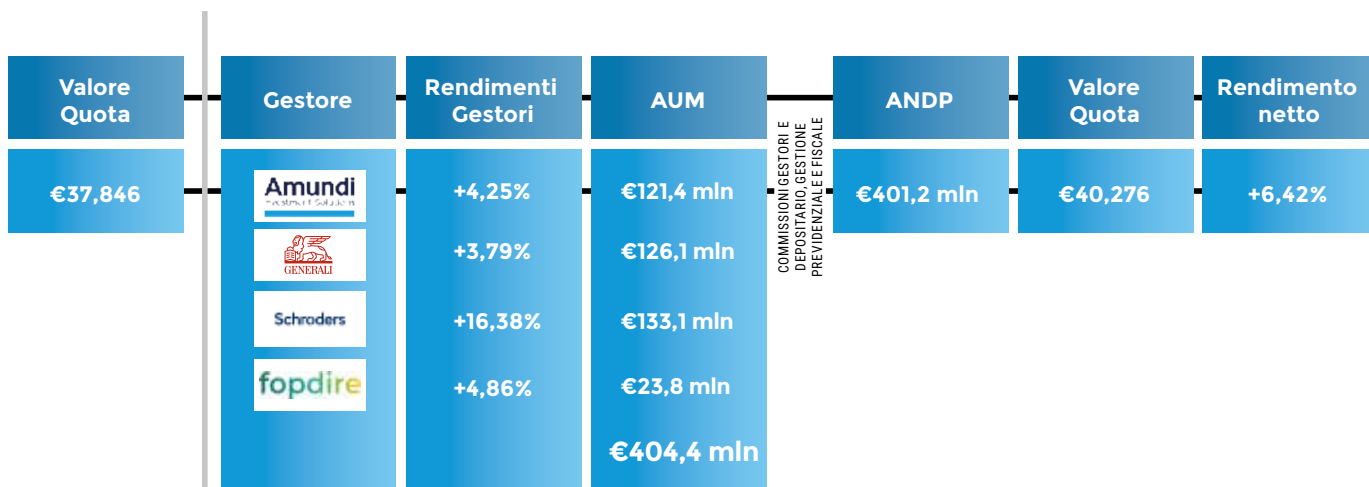 Valore
Quota
Gestore
Rendimenti
Gestori
AUM
COMMISSIONI GESTORI E
DEPOSITARIO, GESTIONE
PREVIDENZIALE E FISCALE
ANDP
Valore
Quota
Rendimento
netto
€37,846
Amundi
Investment Solutions
+4,25%
€121,4 mln
€401,2 mln
€40,276
+6,42%
GENERALI
+3,79%
€126,1 mln
Schroders
+16,38%
€133,1 mln
fopdire
+4,86%
€23,8 mln
€404,4 mln